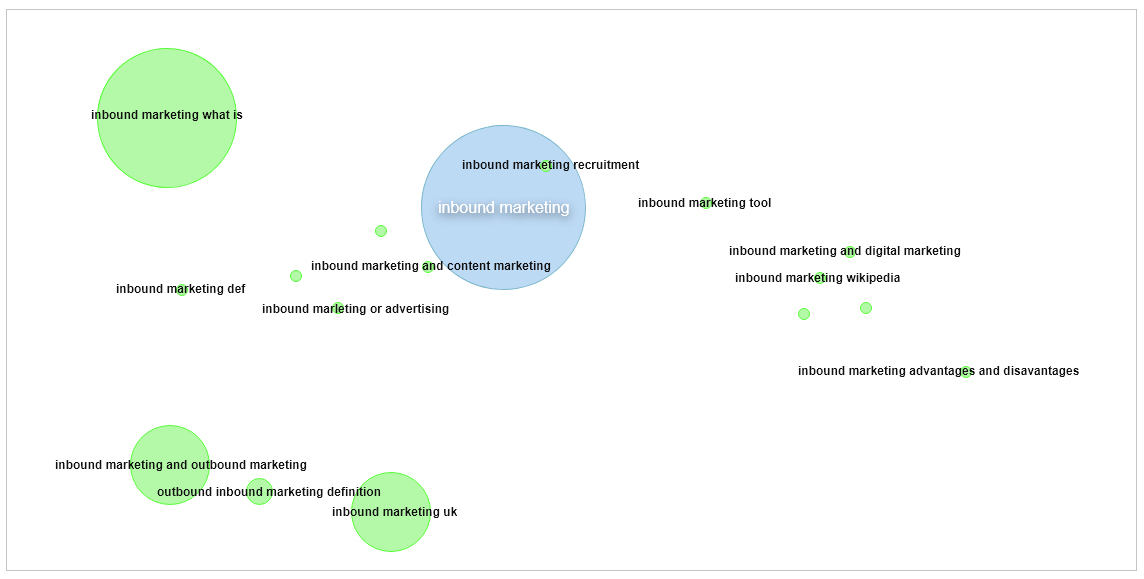 inbound marketing what is
inbound marketing recruitment
inbound marketing
inbound marketing tool
inbound marketing and digital marketing
inbound marketing and content marketing
inbound marketing wikipedia
inbound marketing def
inbound marleting or advertising
inbound marketing advantages and disavantages
inbound marketing and outbound marketing
outbound inbound marketing definition
inbound marketing uk